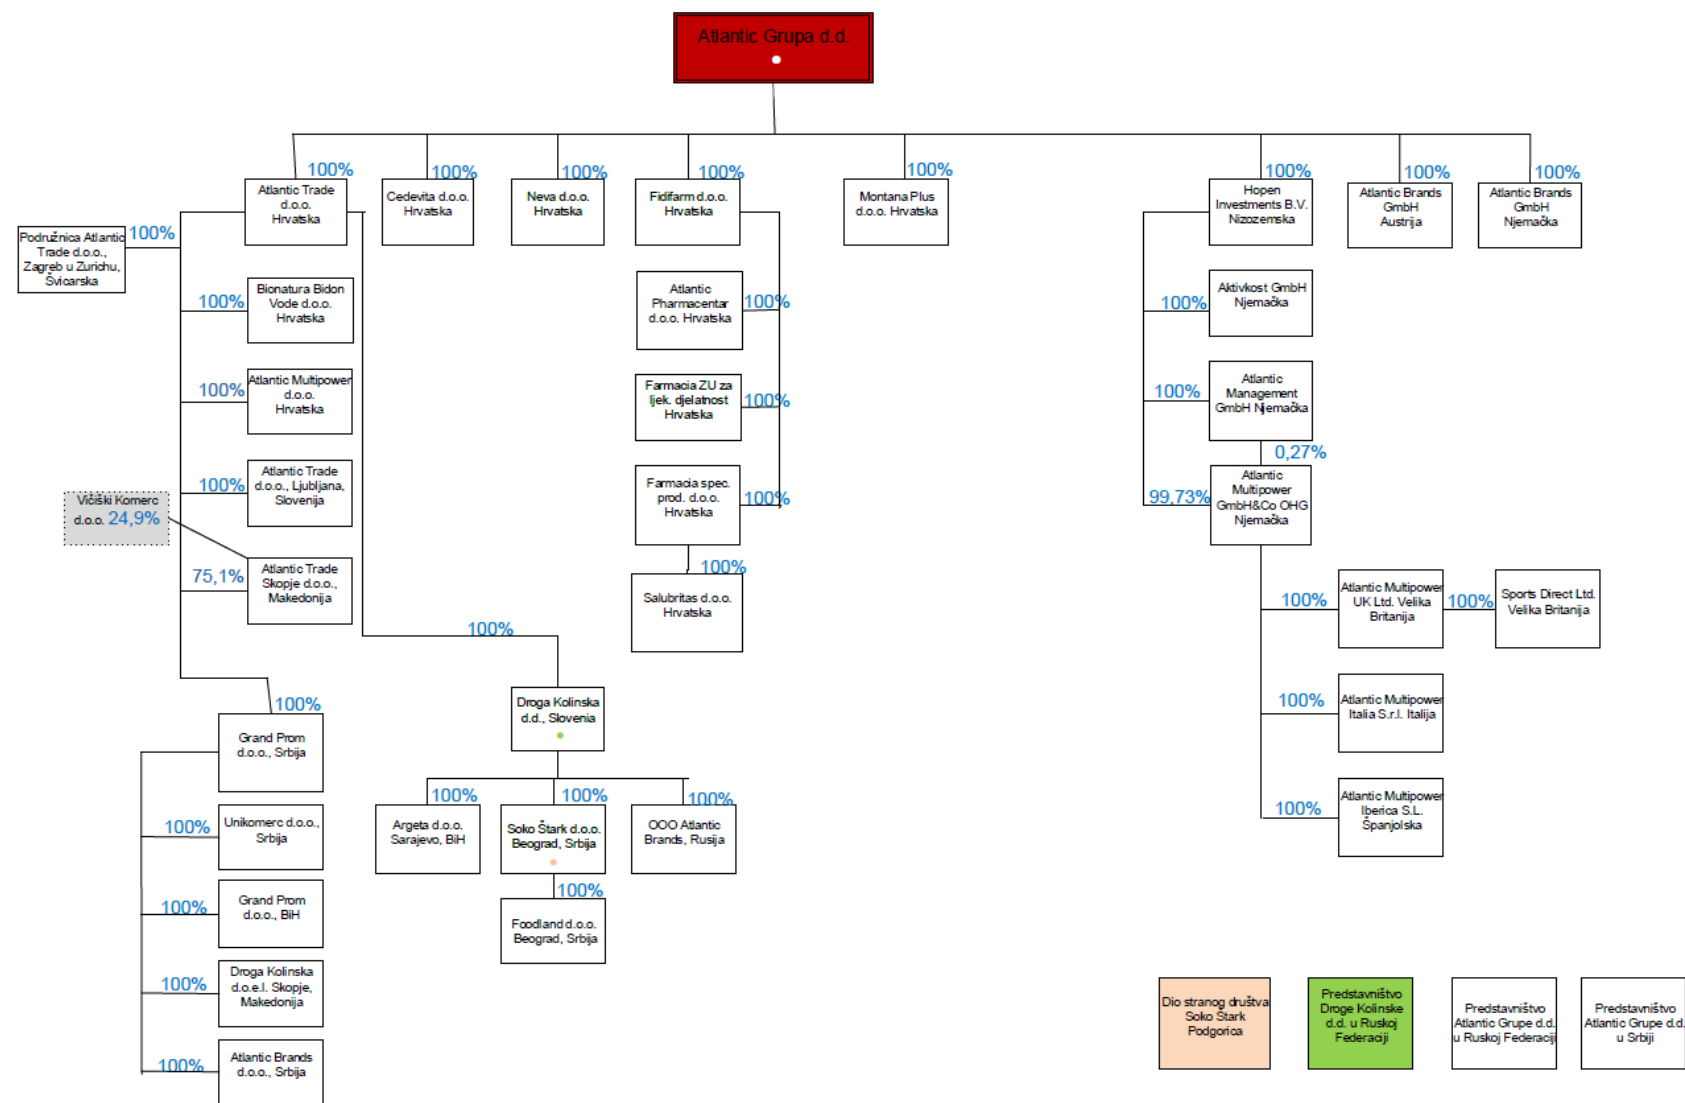 Atlantic Grupa d.d.
100%
Atlantic Trade
d.o.o.
Hrvatska
100%
Cedevita d.o.o.
Hrvatska
100%
Neva d.o.o.
Hrvatska
100%
Fidifarm d.o.o.
Hrvatska
100%
Montana Plus
d.o.o. Hrvatska
100%
Hopen
Investments B.V.
Nizozemska
100%
Atlantic Brands
GmbH
Austrija
100%
Atlantic Brands
GmbH
Njemačka
Podružnica Atlantic
Trade d.o.o.,
Zagreb u Zurichu,
Švicarska
100%
100%
Bionatura Bidon
Vode d.o.o.
Hrvatska
100%
Atlantic Multipower
d.o.o.
Hrvatska
100%
Atlantic Trade
d.o.o., Ljubljana,
Slovenija
Vičiški Komerc
d.o.o. 24,9%
75,1%
Atlantic Trade
Skopje d.o.o.,
Makedonija
Atlantic
Pharmacentar
d.o.o. Hrvatska
100%
Farmacia ZU za
ljek. djelatnost
Hrvatska
100%
Farmacia spec.
prod. d.o.o.
Hrvatska
100%
100%
Salubritas d.o.o.
Hrvatska
100%
Aktivkost GmbH
Njemačka
100%
Atlantic
Management
GmbH Njemačka
0,27%
99,73%
Atlantic
Multipower
GmbH&Co OHG
Njemačka
100%
Atlantic Multipower
UK Ltd. Velika
Britanija
100%
Sports Direct Ltd.
Velika Britanija
100%
Atlantic Multipower
Italia S.r.l. Italija
100%
Atlantic Multipower
Iberica S.L.
Španjolska
100%
Droga Kolinska
d.d., Slovenia
100%
Argeta d.o.o.
Sarajevo, BiH
100%
Soko Štark d.o.o.
Beograd, Srbija
100%
OOO Atlantic
Brands, Rusija
100%
Foodland d.o.o.
Beograd, Srbija
100%
Grand Prom
d.o.o., Srbija
100%
Unikomerc d.o.o.,
Srbija
100%
Grand Prom
d.o.o., BiH
100%
Droga Kolinska
d.o.e.l. Skopje,
Makedonija
100%
Atlantic Brands
d.o.o., Srbija
Dio stranog društva
Soko Štark
Podgorica
Predstavništvo
Droge Kolinske
d.d. u Ruskoj
Federaciji
Predstavništvo
Atlantic Grupe d.d.
u Ruskoj Federaciji
Predstavništvo
Atlantic Grupe d.d.
u Srbiji